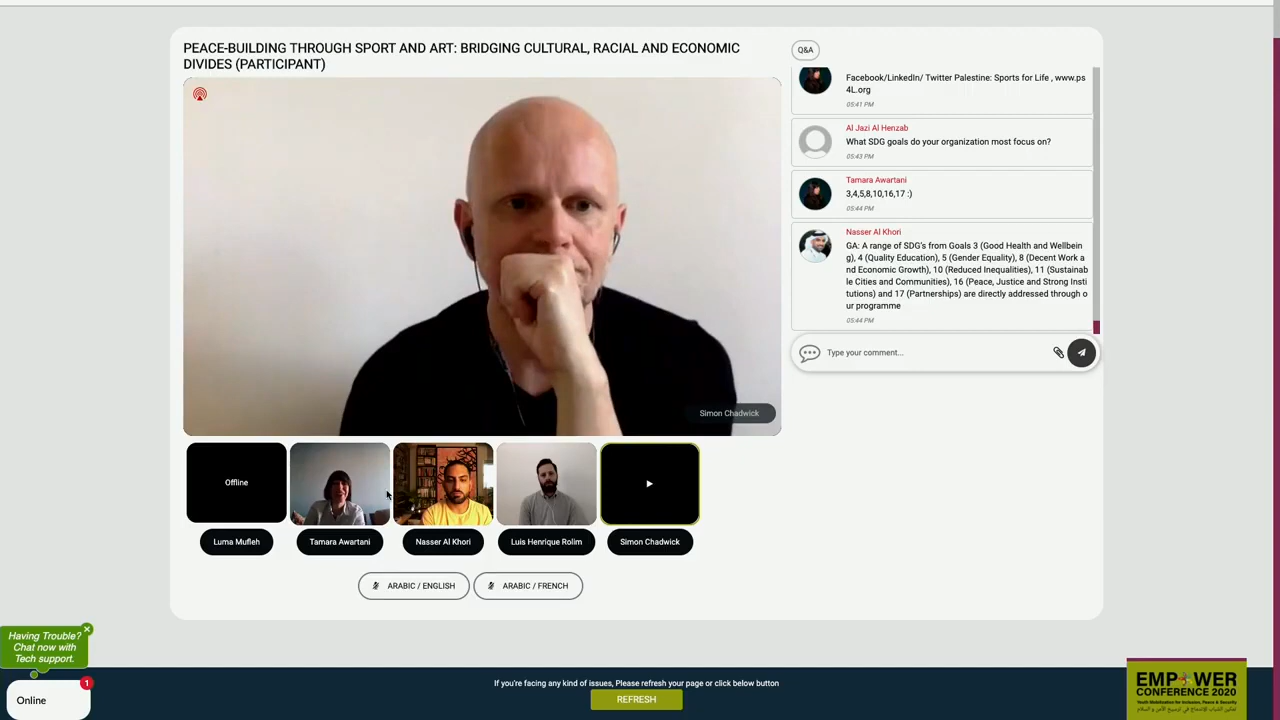 PEACE-BUILDING THROUGH SPORT AND ART: BRIDGING CULTURAL, RACIAL AND ECONOMIC
DIVIDES (PARTICIPANT)
Simon Chadwick
Offline
Luma Mufleh
Tamara Awartani
Nasser Al Khori
Luis Henrique Rolim
Simon Chadwick
ARABIC / ENGLISH
ARABIC / FRENCH
Q&A
Facebook/LinkedIn/ Twitter Palestine: Sports for Life , www.ps
4L.org
05:41 PM
Al Jazi Al Henzab
What SDG goals do your organization most focus on?
05:43 PM
Tamara Awartani
3,4,5,8,10,16,17 :)
05:44 PM
Nasser Al Khori
GA: A range of SDG's from Goals 3 (Good Health and Wellbein
g), 4 (Quality Education), 5 (Gender Equality), 8 (Decent Work a
nd Economic Growth), 10 (Reduced Inequalities), 11 (Sustainab
le Cities and Communities), 16 (Peace, Justice and Strong Insti
tutions) and 17 (Partnerships) are directly addressed through o
ur programme
05:44 PM
Type your comment...
Having Trouble?
Chat now with
Tech support.
Online
1
If you're facing any kind of issues, Please refresh your page or click below button
REFRESH
EMPOWER
CONFERENCE 2020
Youth Mobilization for Inclusion, Peace & Security